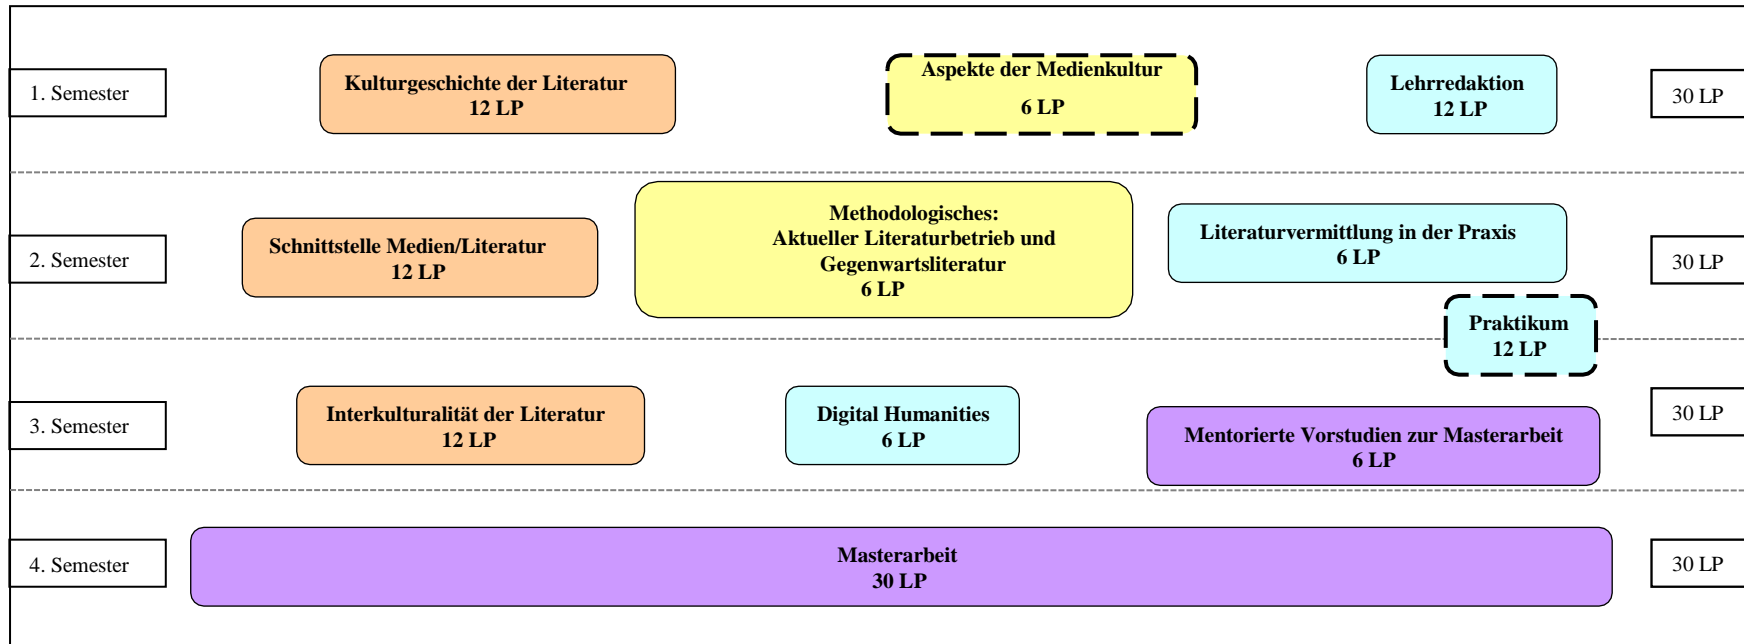 1. Semester
Kulturgeschichte der Literatur
12 LP
Aspekte der Medienkultur
6 LP
Lehrredaktion
12 LP
30 LP
2. Semester
Schnittstelle Medien/Literatur
12 LP
Methodologisches:
Aktueller Literaturbetrieb und
Gegenwartsliteratur
6 LP
Literaturvermittlung in der Praxis
6 LP
30 LP
Praktikum
12 LP
3. Semester
Interkulturalität der Literatur
12 LP
Digital Humanities
6 LP
Mentorierte Vorstudien zur Masterarbeit
6 LP
30 LP
4. Semester
Masterarbeit
30 LP
30 LP